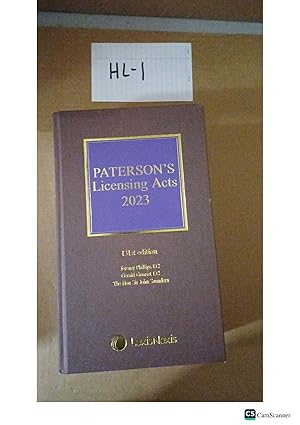 HL-1
PATERSON'S
Licensing Acts
2023
131st edition
Jeremy Phillips KC
Gerald Gouriet KC
The Hon Sir John Saunders
LexisNexis
CS CamScanner